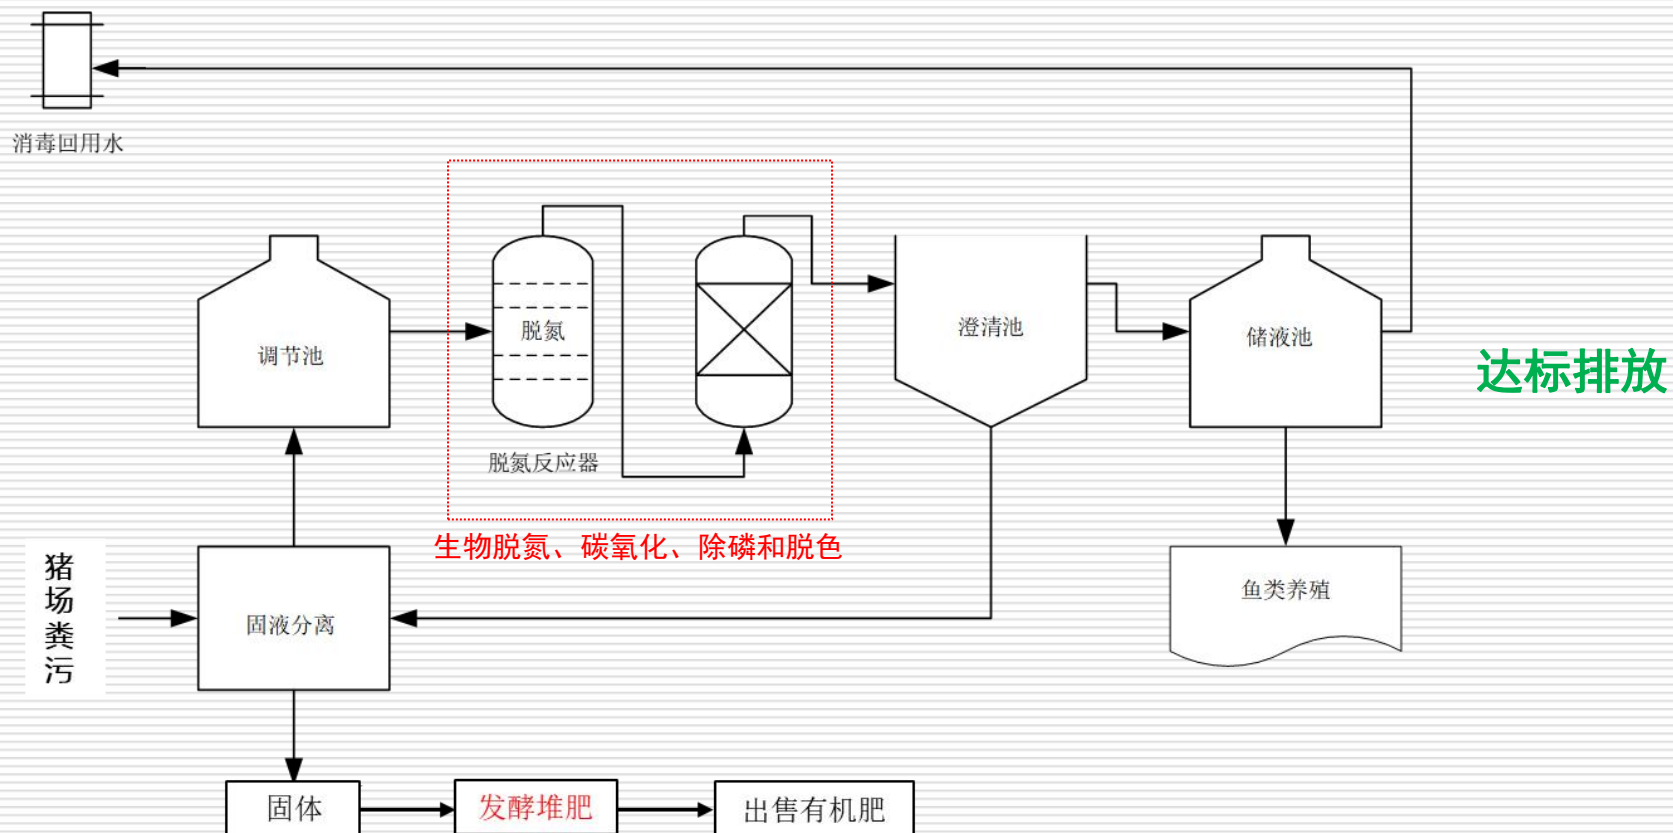 消毒回用水
调节池
脱氮
脱氮反应器
澄清池
储液池
达标排放
生物脱氮、碳氧化、除磷和脱色
猪场粪污
固液分离
鱼类养殖
固体
发酵堆肥
出售有机肥